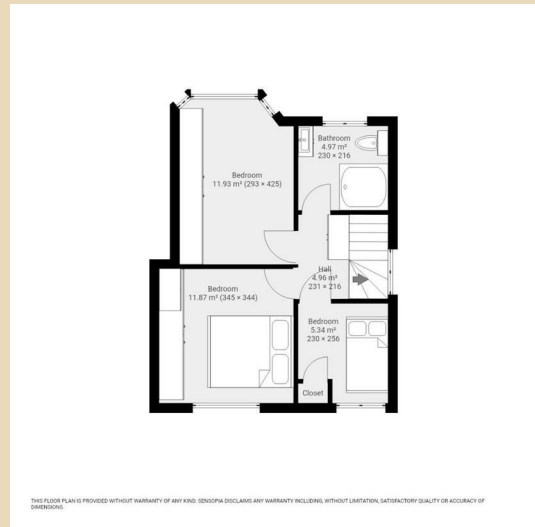 Bathroom
4.97 m²
230 × 216
Bedroom
11.93 m² (293 × 425)
Hall
4.96 m²
231 × 216
Bedroom
11.87 m² (345 × 344)
Bedroom
5.34 m²
230 × 256
Closet
THIS FLOOR PLAN IS PROVIDED WITHOUT WARRANTY OF ANY KIND. SENSOPIA DISCLAIMS ANY WARRANTY INCLUDING, WITHOUT LIMITATION, SATISFACTORY QUALITY OR ACCURACY OF
DIMENSIONS.